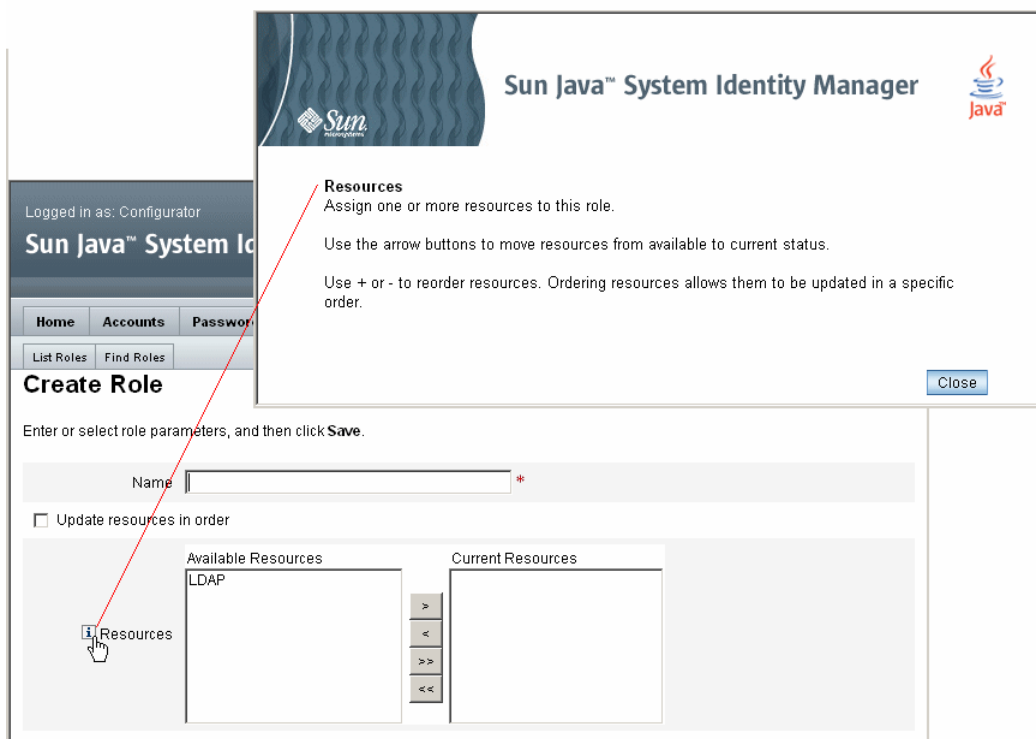 Sun
microsystems
Sun Java™ System Identity Manager
Java™
Resources
Assign one or more resources to this role.
Use the arrow buttons to move resources from available to current status.
Use + or - to reorder resources. Ordering resources allows them to be updated in a specific
order.
Close
Logged in as: Configurator
Sun Java™ System Id
Home
Accounts
Passwor
List Roles
Find Roles
Create Role
Enter or select role parameters, and then click Save.
Name
*
Update resources in order
Available Resources
Current Resources
LDAP
i
Resources
>
<
>>
<<